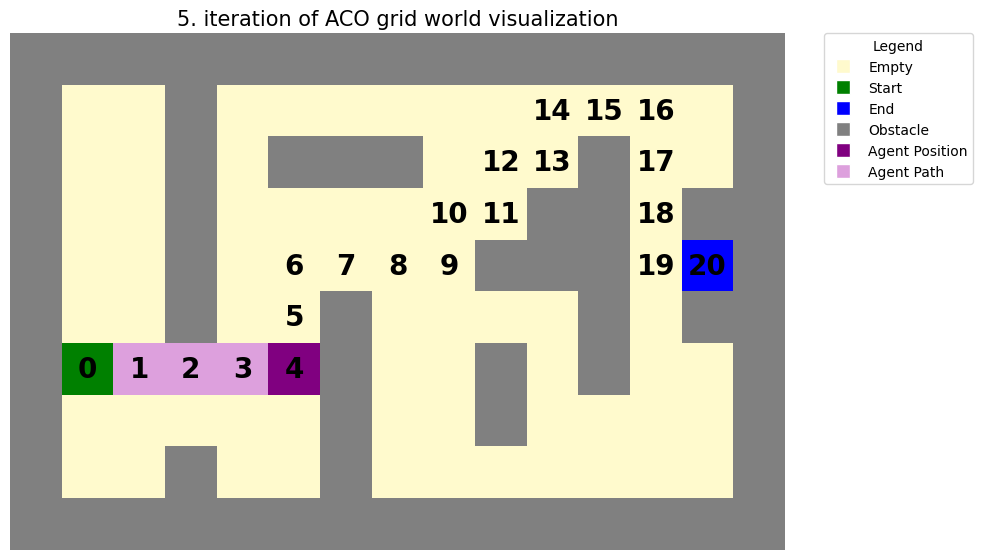 5. iteration of ACO grid world visualization
14 15 16
12 13 17
10 11 18
6 7 8 9 19 20
5
0 1 2 3 4
Legend
Empty
Start
End
Obstacle
Agent Position
Agent Path